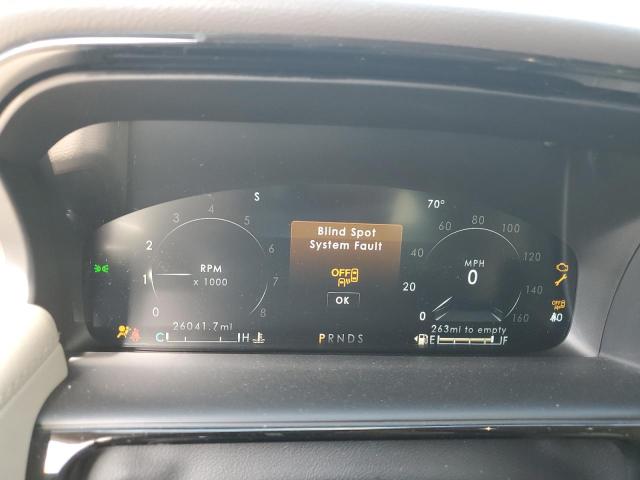 S
70°
Blind Spot
System Fault
OFF
OK
0 1 2 3 4 5 6 7 8
RPM
x 1000
0 20 40 60 80 100 120 140 160
MPH
0
26041.7mi
C H
PRNDS
263mi to empty
E F
OFF